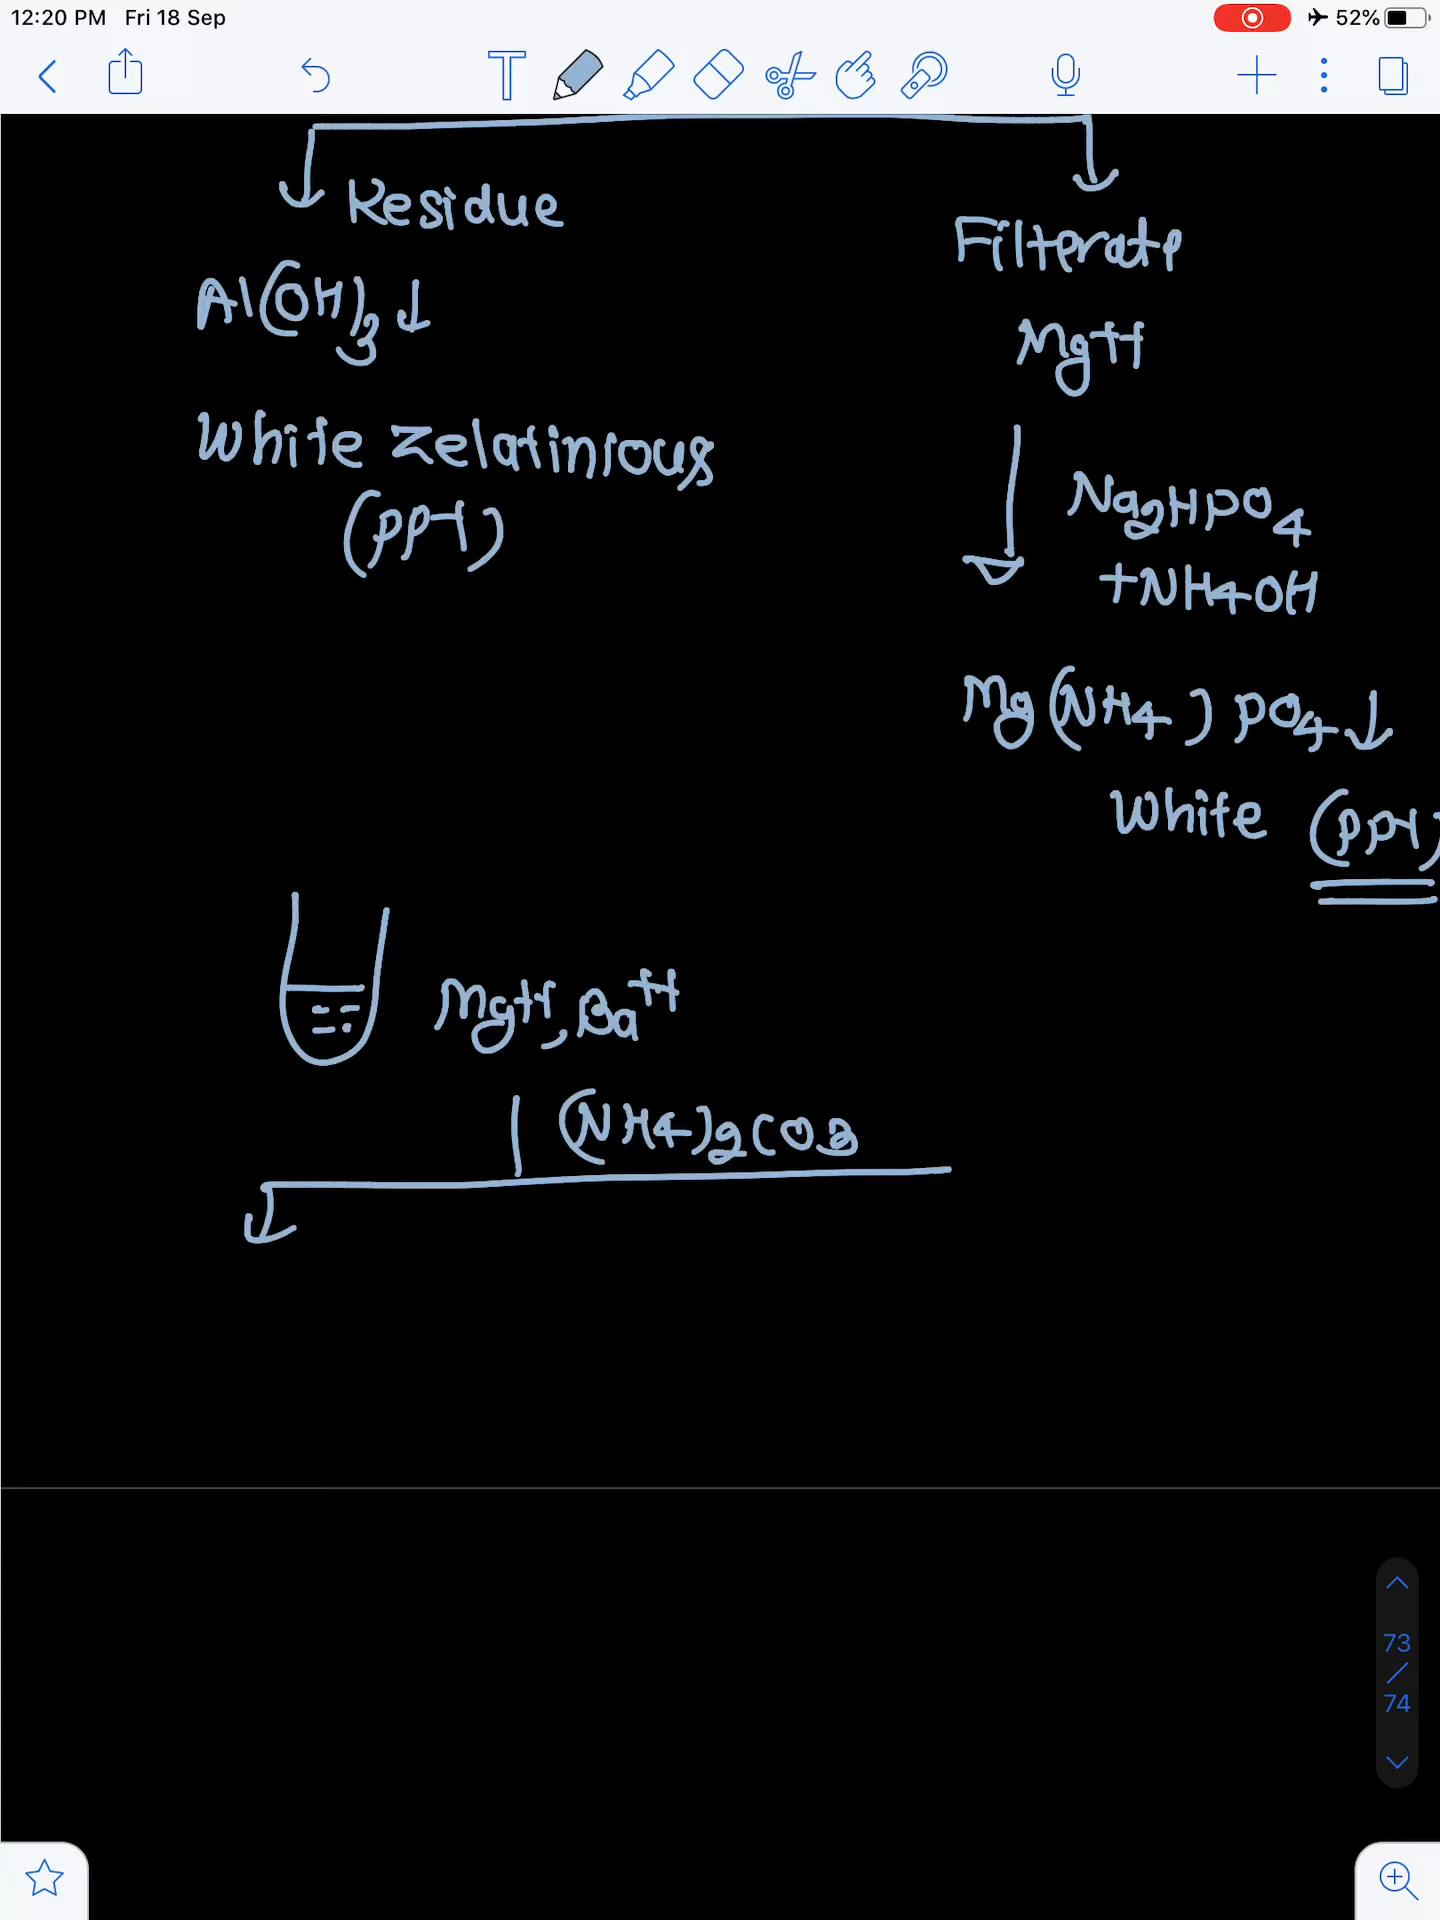 12:20 PM Fri 18 Sep
52%
T
Residue
Al(OH)3 ↓
White Zelatinious
(ppt)
Filterate
Mg++
Na2HPO4
+NH4OH
Mg(NH4)PO4↓
White (ppt)
Mg++, Ba++
(NH4)2CO3
73
/
74